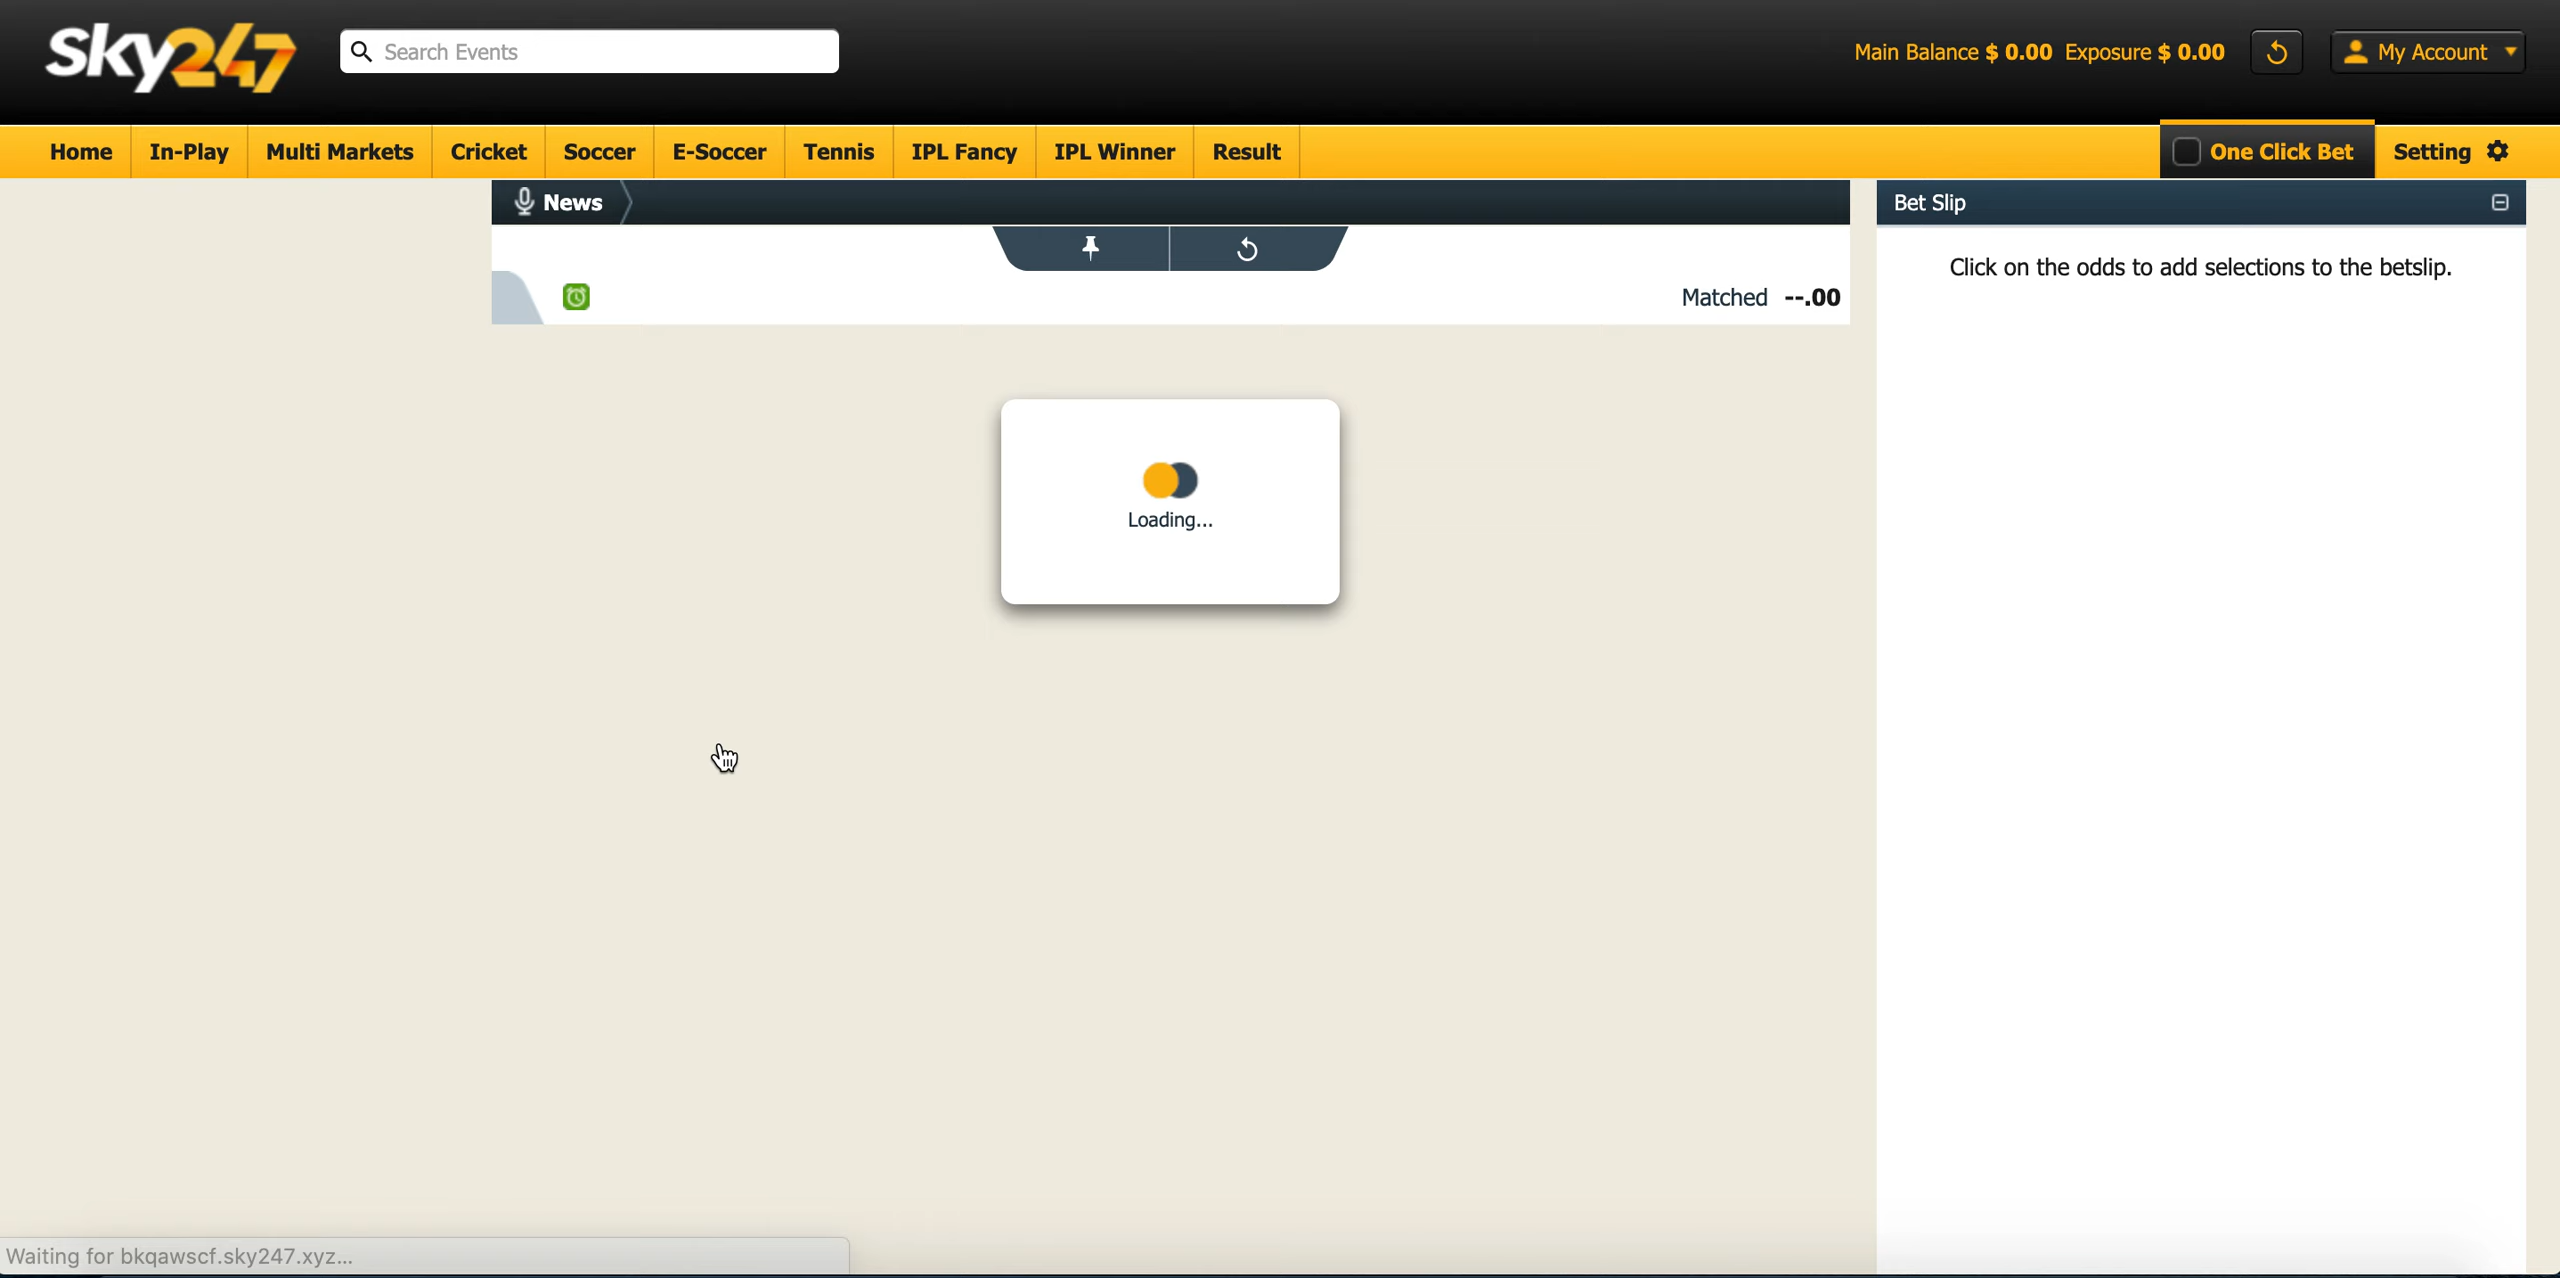 sky247
Search Events
Main Balance $ 0.00 Exposure $ 0.00
My Account
Home In-Play Multi Markets Cricket Soccer E-Soccer Tennis IPL Fancy IPL Winner Result
One Click Bet
Setting
News
Bet Slip
Click on the odds to add selections to the betslip.
Matched --.00
Loading...
Waiting for bkqawscf.sky247.xyz...